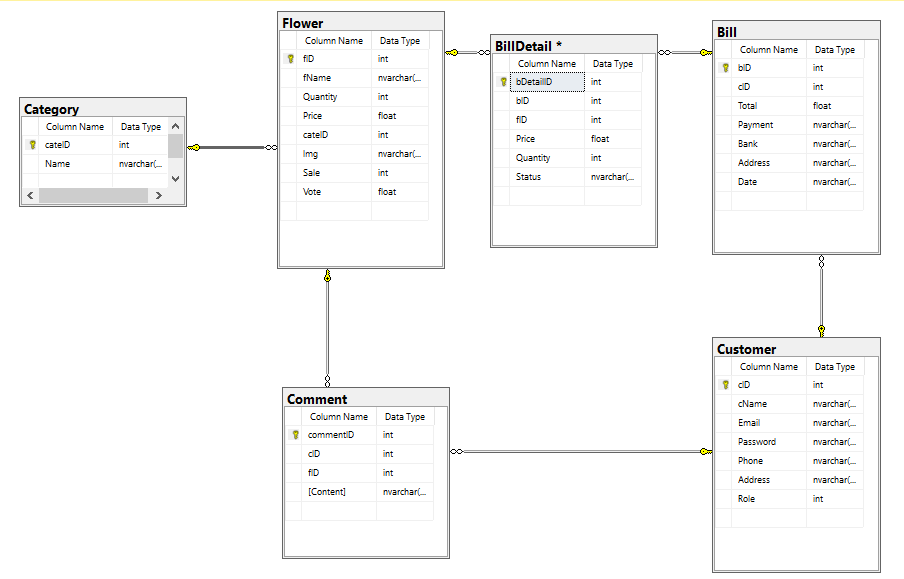 Flower
Column Name Data Type
fID int
fName nvarchar(...
Quantity int
Price float
cateID int
Img nvarchar(...
Sale int
Vote float
BillDetail *
Column Name Data Type
bDetailID int
bID int
fID int
Price float
Quantity int
Status nvarchar(...
Bill
Column Name Data Type
bID int
cID int
Total float
Payment nvarchar(...
Bank nvarchar(...
Address nvarchar(...
Date nvarchar(...
Category
Column Name Data Type
cateID int
Name nvarchar(...
Comment
Column Name Data Type
commentID int
cID int
fID int
[Content] nvarchar(...
Customer
Column Name Data Type
cID int
cName nvarchar(...
Email nvarchar(...
Password nvarchar(...
Phone nvarchar(...
Address nvarchar(...
Role int